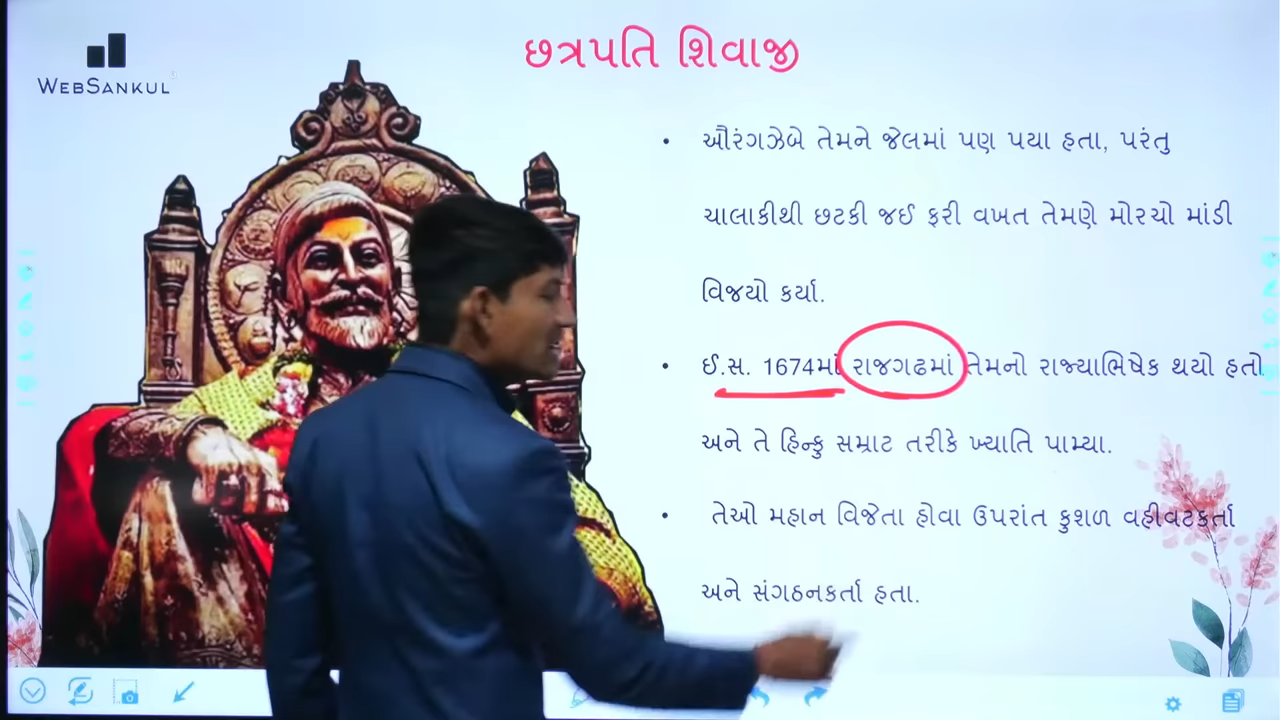 WEBSANKUL
છત્રપતિ શિવાજી
• ઔરંગઝેબે તેમને જેલમાં પણ પયા હતા, પરંતુ
ચાલાકીથી છટકી જઈ ફરી વખત તેમણે મોરચો માંડી
વિજયો કર્યા.
• ઈ.સ. 1674માં રાજગઢમાં તેમનો રાજ્યાભિષેક થયો હતો
અને તે હિન્કુ સમ્રાટ તરીકે ખ્યાતિ પામ્યા.
• તેઓ મહાન વિજેતા હોવા ઉપરાંત કુશળ વહીવટકર્તા
અને સંગઠનકર્તા હતા.